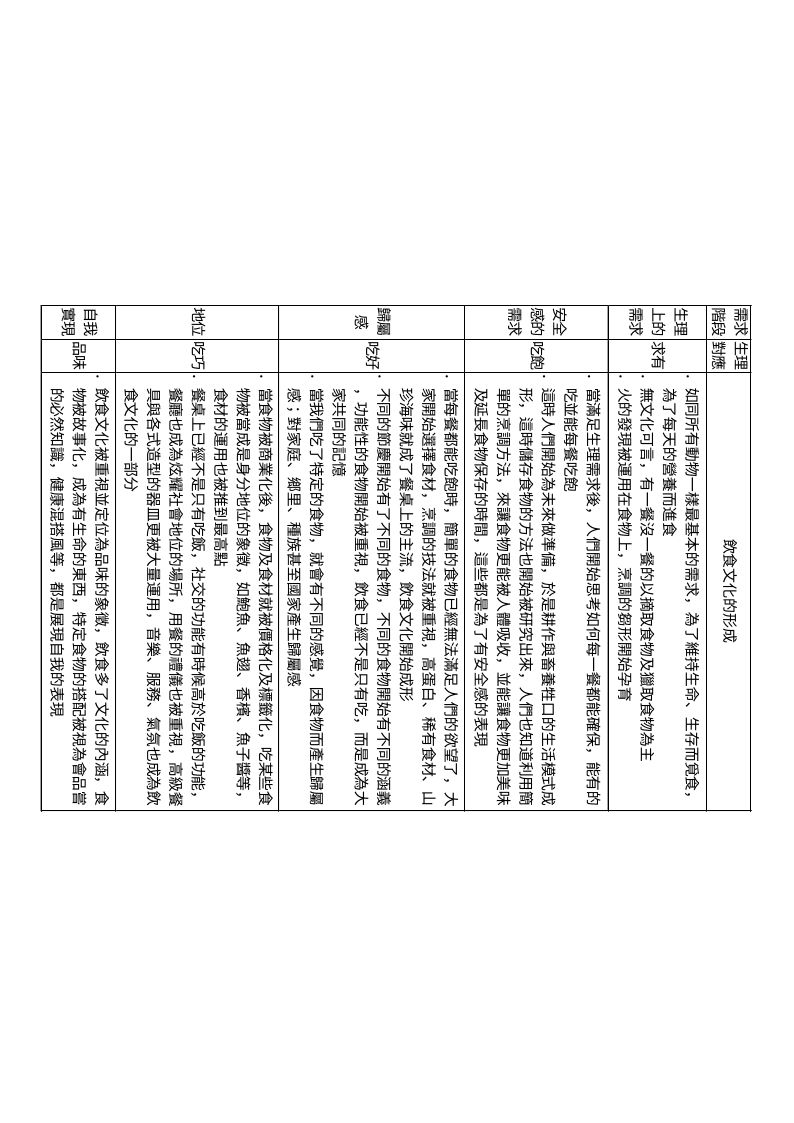 需求
階段
生理
對應
飲食文化的形成
生理
上的
需求
求有
· 如同所有動物一樣最基本的需求，為了維持生命、生存而覓食，
為了每天的營養而進食
· 無文化可言，有一餐沒一餐的以摘取食物及獵取食物為主
· 火的發現被運用在食物上，烹調的芻形開始孕育
安全
感的
需求
吃飽
· 當滿足生理需求後，人們開始思考如何每一餐都能確保，能有的
吃並能每餐吃飽
· 這時人們開始為未來做準備，於是耕作與畜養牲口的生活模式成
形，這時儲存食物的方法也開始被研究出來，人們也知道利用簡
單的烹調方法，來讓食物更能被人體吸收，並能讓食物更加美味
及延長食物保存的時間，這些都是為了有安全感的表現
歸屬
感
吃好
· 當每餐都能吃飽時，簡單的食物已經無法滿足人們的欲望了，大
家開始選擇食材，烹調的技法就被重視，高蛋白、稀有食材、山
珍海味就成了餐桌上的主流，飲食文化開始成形
· 不同的節慶開始有了不同的食物，不同的食物開始有不同的涵義
，功能性的食物開始被重視，飲食已經不是只有吃，而是成為大
家共同的記憶
· 當我們吃了特定的食物，就會有不同的感覺，因食物而產生歸屬
感；對家庭、鄉里、種族甚至國家產生歸屬感
地位
吃巧
· 當食物被商業化後，食物及食材就被價格化及標籤化，吃某些食
物被當成是身分地位的象徵，如鮑魚、魚翅、香檳、魚子醬等，
食材的運用也被推到最高點
· 餐桌上已經不是只有吃飯，社交的功能有時候高於吃飯的功能，
餐廳也成為炫耀社會地位的場所，用餐的禮儀也被重視，高級餐
具與各式造型的器皿更被大量運用，音樂、服務、氣氛也成為飲
食文化的一部分
自我
實現
品味
· 飲食文化被重視並定位為品味的象徵，飲食多了文化的內涵，食
物被故事化，成為有生命的東西，特定食物的搭配被視為會品嘗
的必然知識，健康混搭風等，都是展現自我的表現